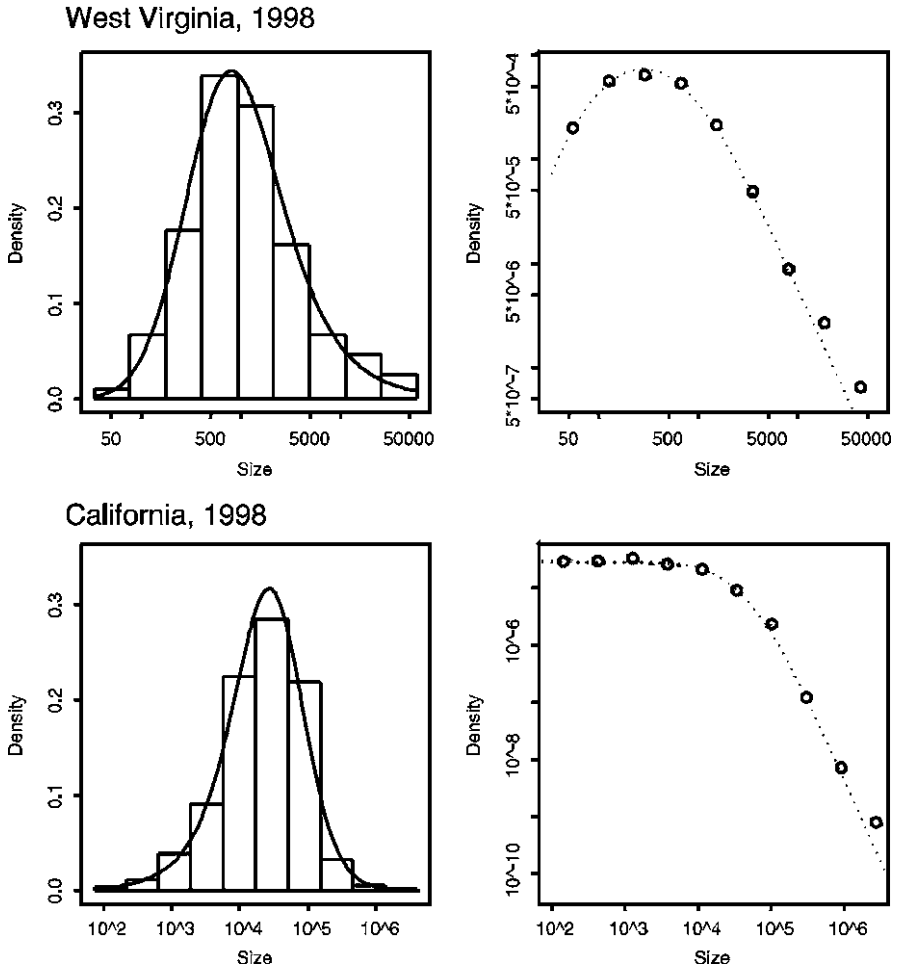 West Virginia, 1998
Density
0.3
0.2
0.1
0.0
50 500 5000 50000
Size
Density
5*10^-4
5*10^-5
5*10^-6
5*10^-7
50 500 5000 50000
Size
California, 1998
Density
0.3
0.2
0.1
0.0
10^2 10^3 10^4 10^5 10^6
Size
Density
10^-6
10^-8
10^-10
10^2 10^3 10^4 10^5 10^6
Size